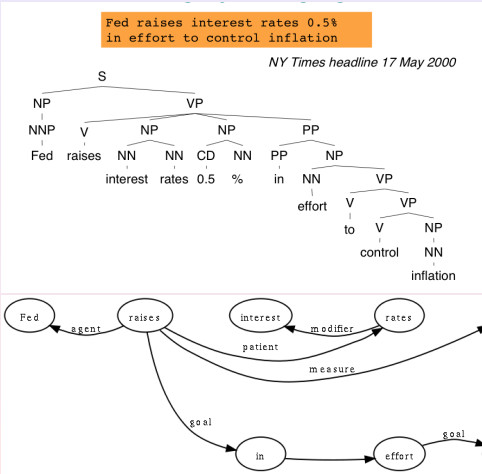 Fed raises interest rates 0.5%
in effort to control inflation
NY Times headline 17 May 2000
S
NP VP
NNP V NP NP PP
Fed raises NN NN CD NN PP NP
interest rates 0.5 % in NN VP
effort V VP
to V NP
control NN
inflation
Fed raises interest rates
agent modifier
patient
measure
goal
goal
in effort